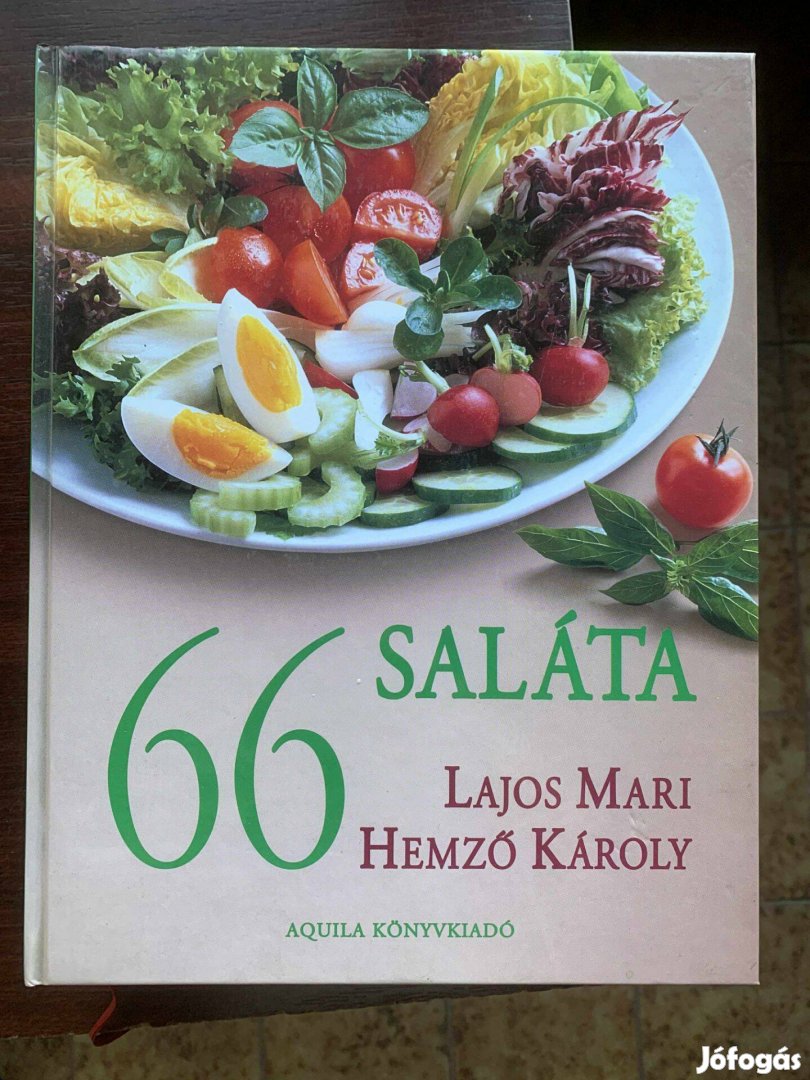 66 SALÁTA
LAJOS MARI
HEMZŐ KÁROLY
AQUILA KÖNYVKIADÓ
Jófogás